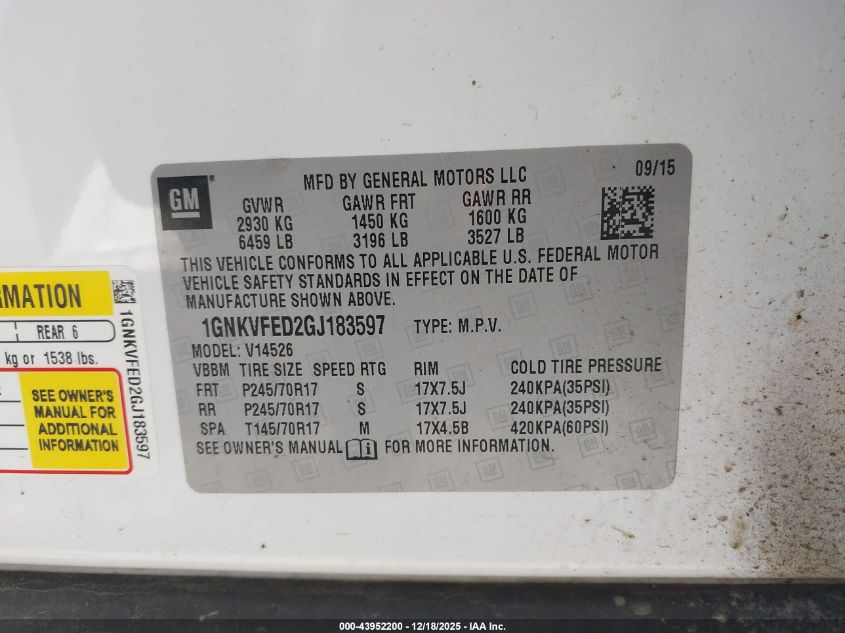 GM
MFD BY GENERAL MOTORS LLC
09/15
GVWR GAWR FRT GAWR RR
2930 KG 1450 KG 1600 KG
6459 LB 3196 LB 3527 LB
THIS VEHICLE CONFORMS TO ALL APPLICABLE U.S. FEDERAL MOTOR
VEHICLE SAFETY STANDARDS IN EFFECT ON THE DATE OF
MANUFACTURE SHOWN ABOVE.
1GNKVFED2GJ183597 TYPE: M.P.V.
MODEL: V14526
VBBM TIRE SIZE SPEED RTG RIM COLD TIRE PRESSURE
FRT P245/70R17 S 17X7.5J 240KPA(35PSI)
RR P245/70R17 S 17X7.5J 240KPA(35PSI)
SPA T145/70R17 M 17X4.5B 420KPA(60PSI)
SEE OWNER'S MANUAL FOR MORE INFORMATION.
REAR 6
kg or 1538 lbs.
SEE OWNER'S
MANUAL FOR
ADDITIONAL
INFORMATION
1GNKVFED2GJ183597
000-43952200 - 12/18/2025 - IAA Inc.